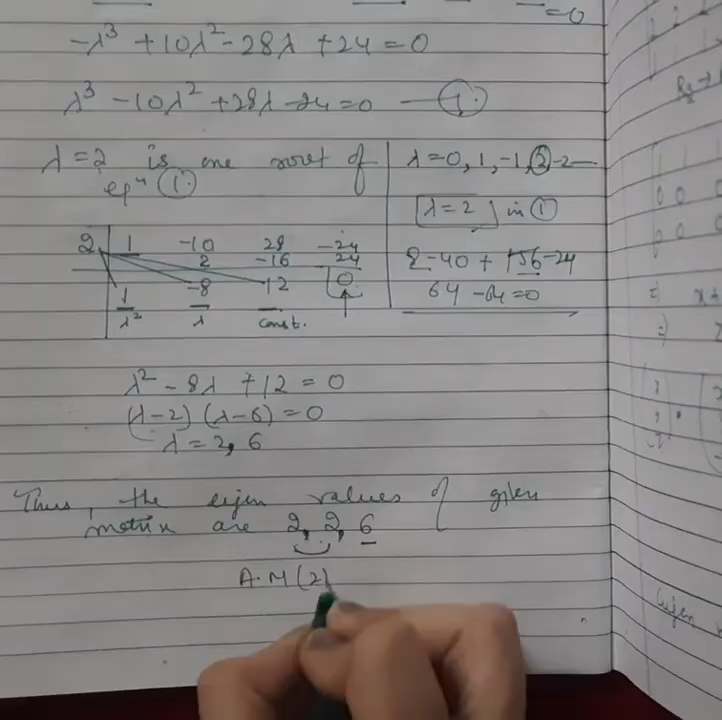 =0
-λ³ + 10λ² - 28λ + 24 = 0
λ³ - 10λ² + 28λ - 24 = 0 — ①.
λ = 2 is one root of
eqⁿ ①.
λ = 0, 1, -1, ②, -2 —
λ = 2 in ①
8 - 40 + 56 - 24
64 - 64 = 0
2 1 -10 28 -24
2 -16 24
1 -8 12 0
λ² λ const.
λ² - 8λ + 12 = 0
(λ-2) (λ-6) = 0
λ = 2, 6
Thus, the eigen values of given
matrix are 2, 2, 6
A.M (2)